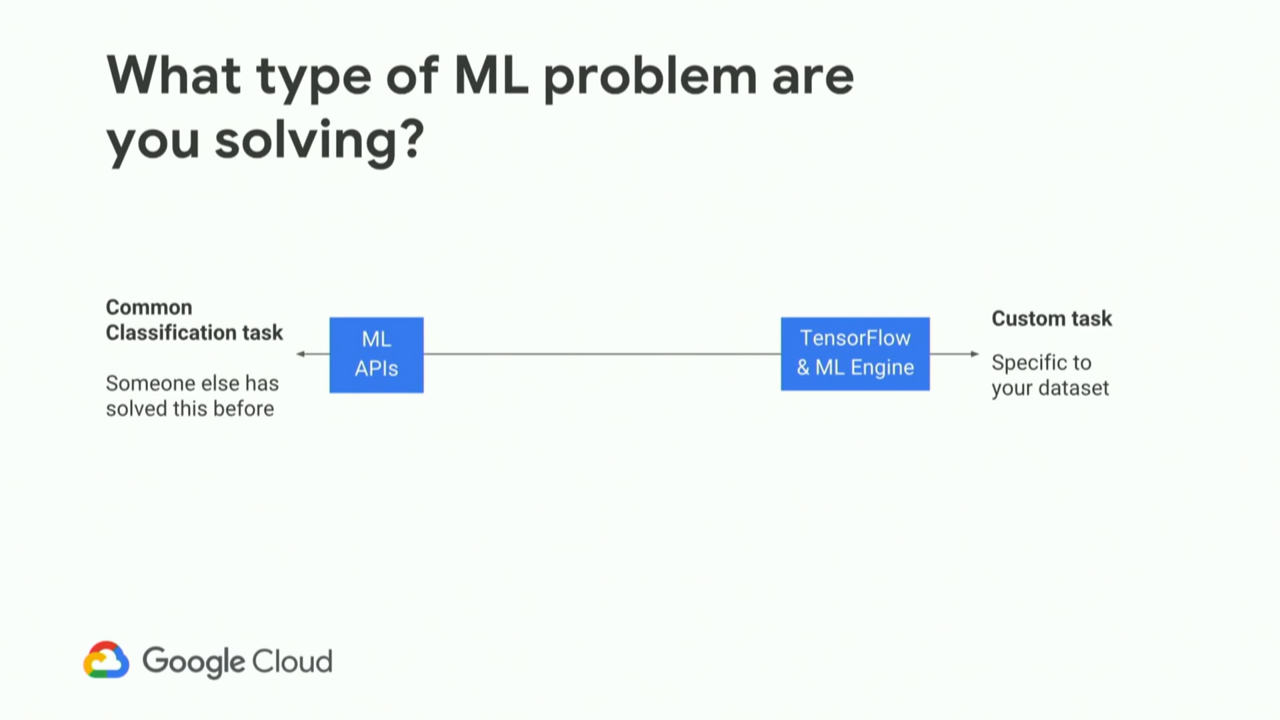 What type of ML problem are
you solving?
Common
Classification task
Someone else has
solved this before
ML
APIs
TensorFlow
& ML Engine
Custom task
Specific to
your dataset
Google Cloud